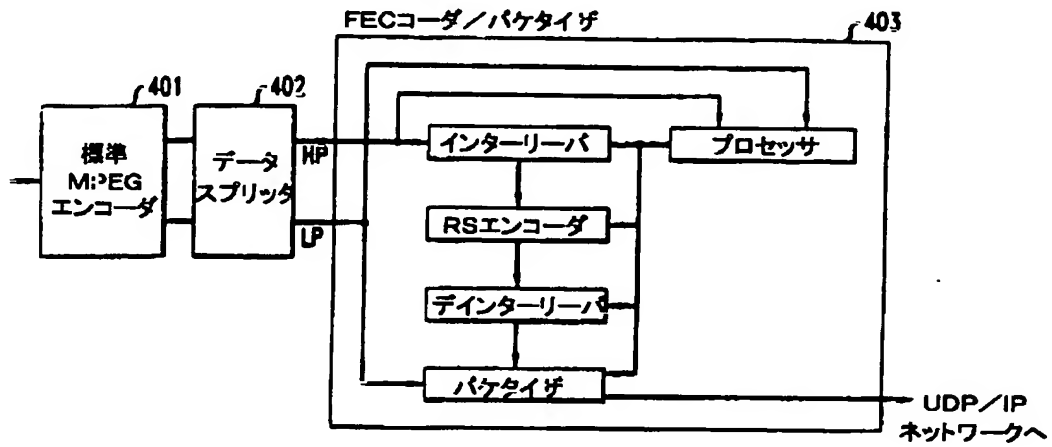 FECコーダ/パケタイザ
403
401
402
標準
MPEG
エンコーダ
データ
スプリッタ
HP
LP
インターリーバ
プロセッサ
RSエンコーダ
デインターリーバ
パケタイザ
UDP/IP
ネットワークへ